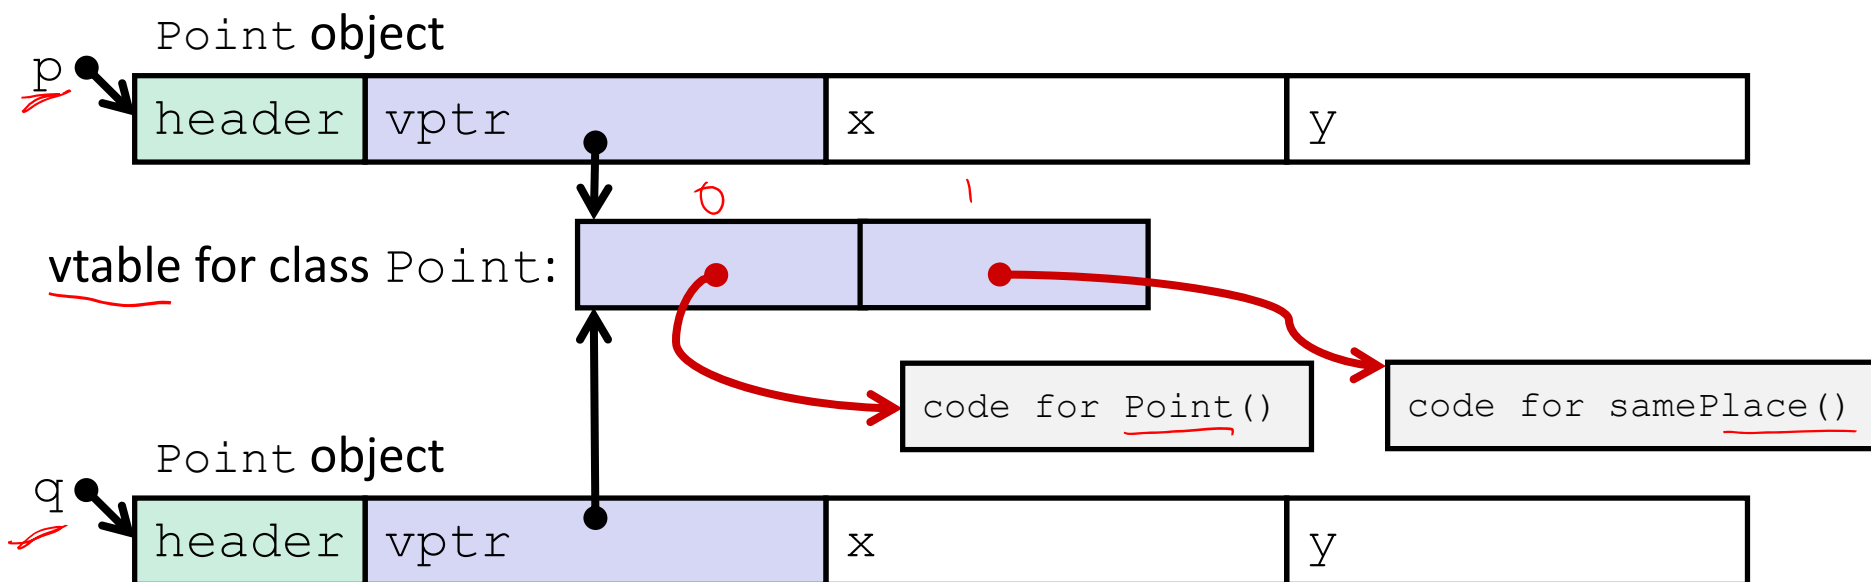 Point object
p
header vptr x y
0 1
vtable for class Point:
code for Point() code for samePlace()
Point object
q
header vptr x y